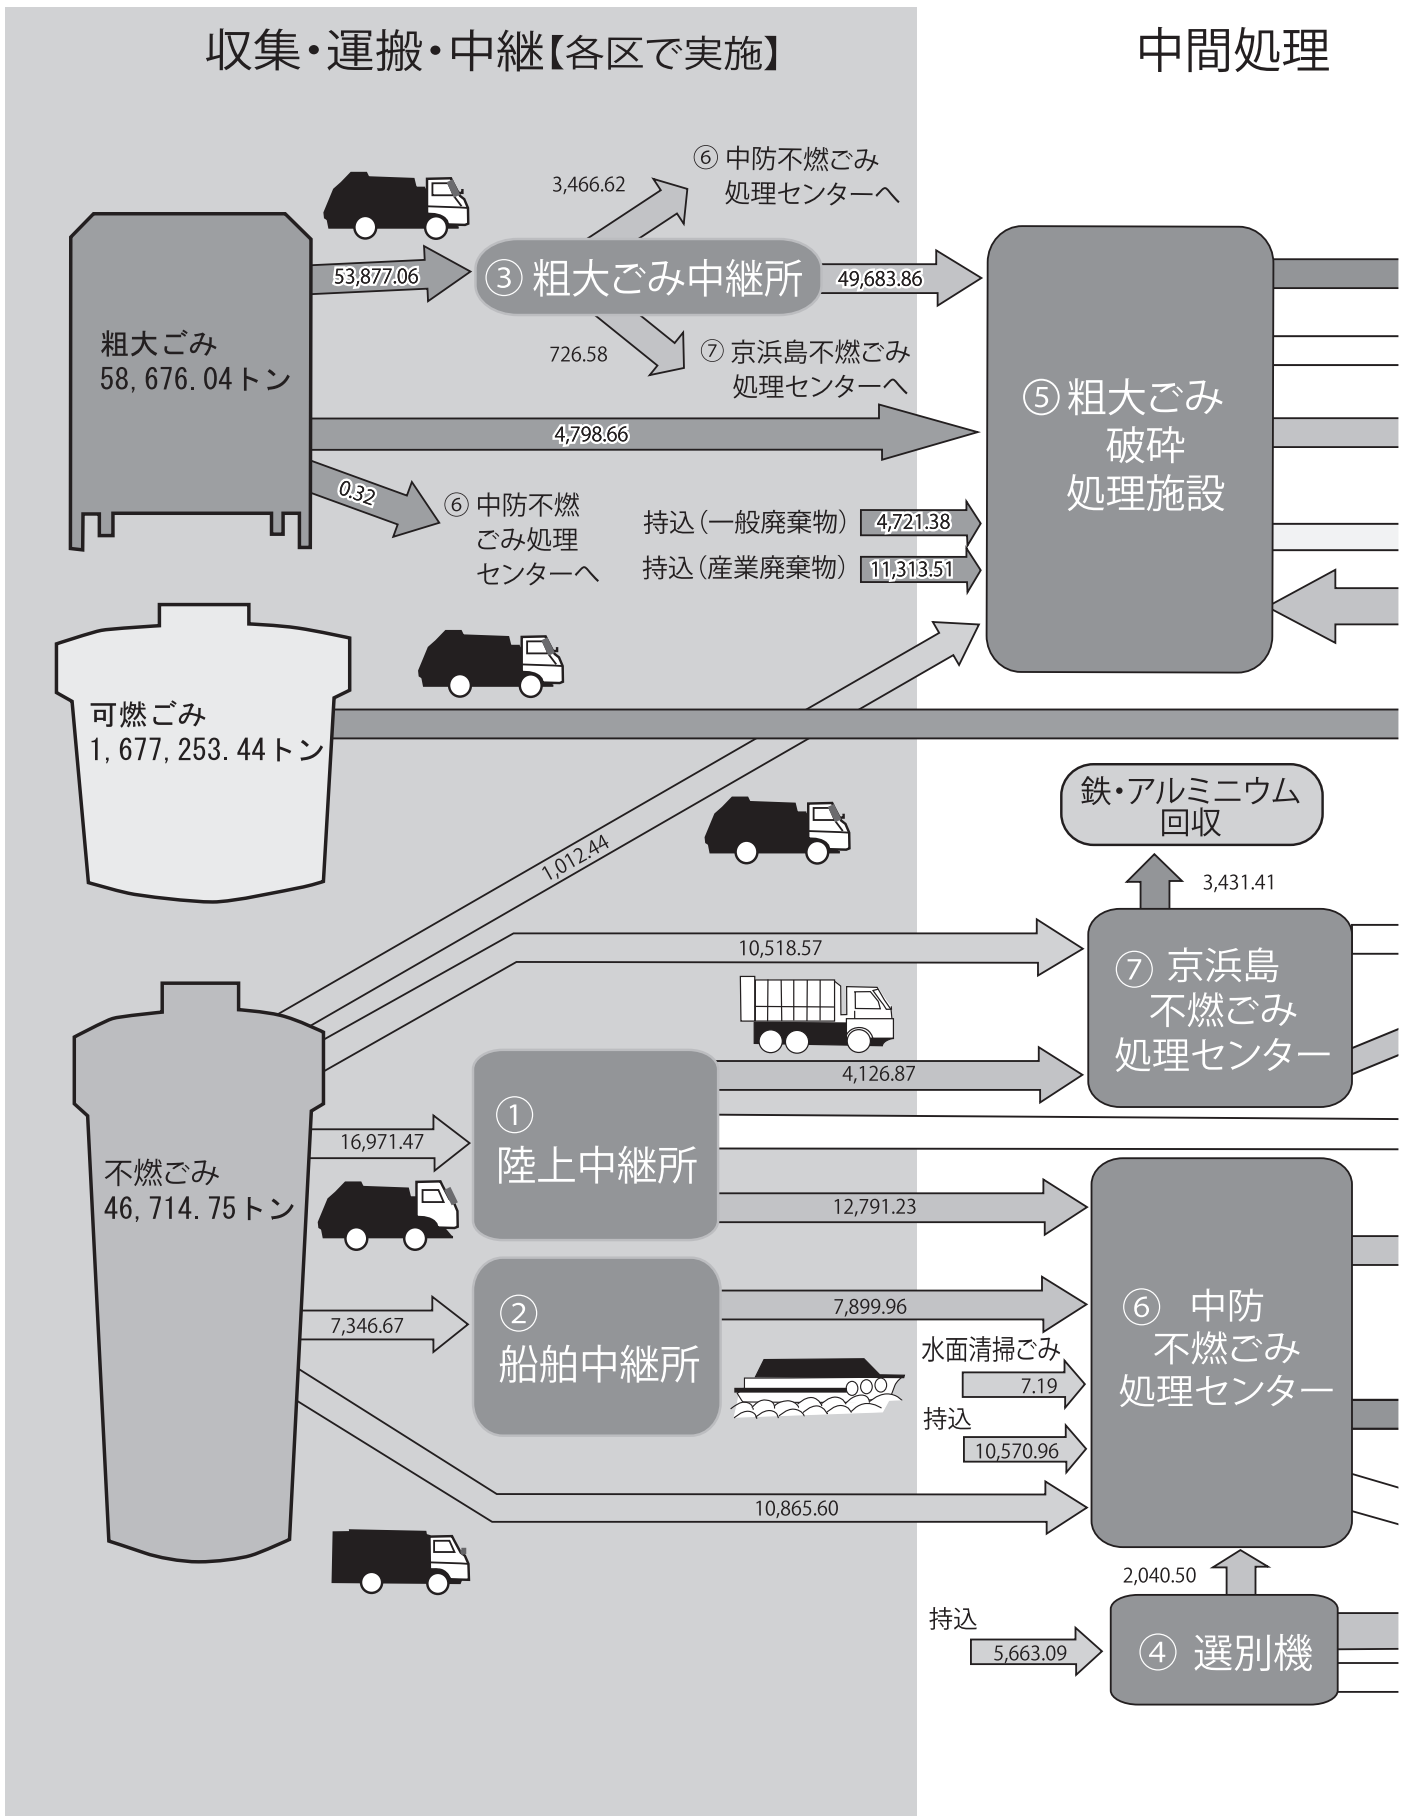 収集・運搬・中継【各区で実施】
中間処理
⑥ 中防不燃ごみ
処理センターへ
3,466.62
53,877.06
③ 粗大ごみ中継所
49,683.86
粗大ごみ
58,676.04トン
726.58
⑦ 京浜島不燃ごみ
処理センターへ
⑤粗大ごみ
破砕
処理施設
4,798.66
0.32
⑥ 中防不燃
ごみ処理
センターへ
持込(一般廃棄物)
4,721.38
持込(産業廃棄物)
11,313.51
可燃ごみ
1,677,253.44トン
鉄・アルミニウム
回収
1,012.44
3,431.41
10,518.57
⑦ 京浜島
不燃ごみ
処理センター
4,126.87
①
陸上中継所
16,971.47
不燃ごみ
46,714.75トン
12,791.23
②
船舶中継所
7,346.67
7,899.96
⑥ 中防
不燃ごみ
処理センター
水面清掃ごみ
7.19
持込
10,570.96
10,865.60
2,040.50
持込
5,663.09
④ 選別機